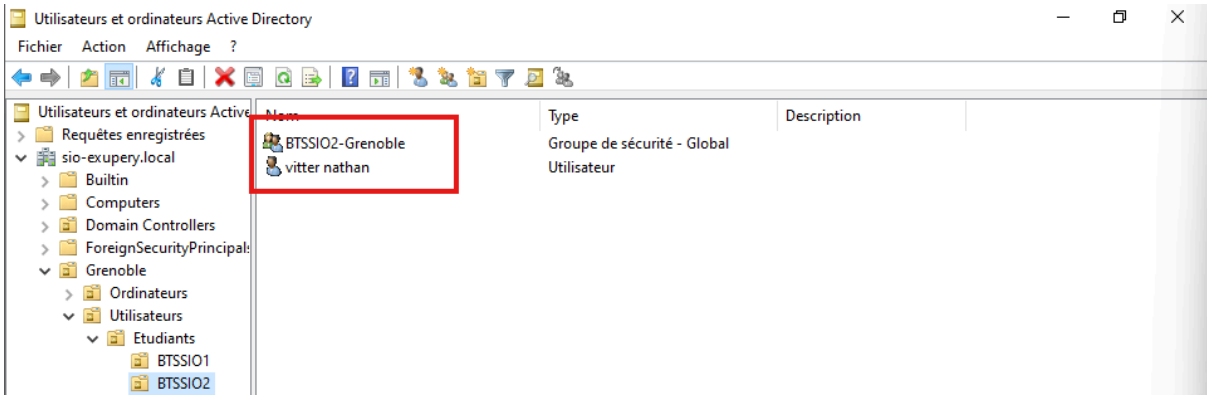 Utilisateurs et ordinateurs Active Directory
Fichier Action Affichage ?
Utilisateurs et ordinateurs Active
Requêtes enregistrées
sio-exupery.local
Builtin
Computers
Domain Controllers
ForeignSecurityPrincipals
Grenoble
Ordinateurs
Utilisateurs
Etudiants
BTSSIO1
BTSSIO2
Nom Type Description
BTSSIO2-Grenoble Groupe de sécurité - Global
vitter nathan Utilisateur